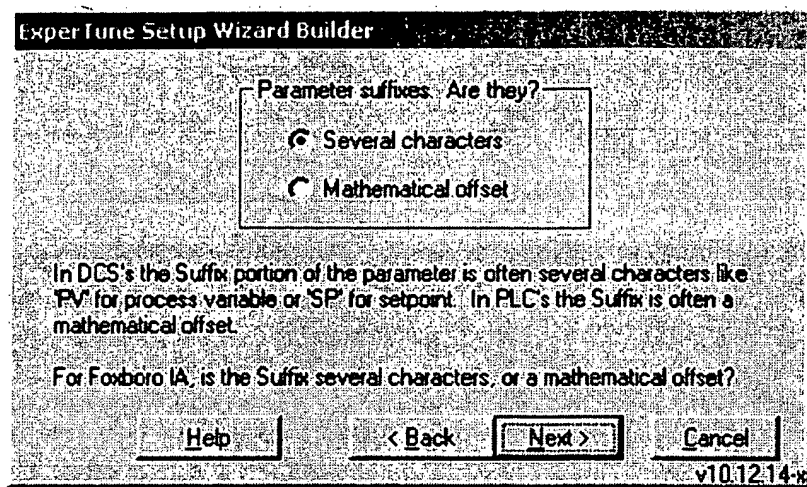 ExperTune Setup Wizard Builder
Parameter suffixes. Are they?
Several characters
Mathematical offset
In DCS's the Suffix portion of the parameter is often several characters like
'PV' for process variable or 'SP' for setpoint. In PLC's the Suffix is often a
mathematical offset.
For Foxboro IA, is the Suffix several characters, or a mathematical offset?
Help
< Back
Next >
Cancel
v10.12.14-x